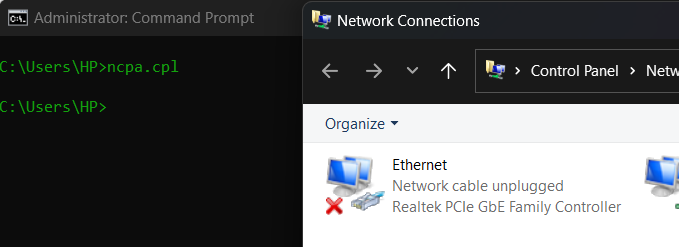 Administrator: Command Prompt
C:\Users\HP>ncpa.cpl
C:\Users\HP>
Network Connections
Control Panel
Organize
Ethernet
Network cable unplugged
Realtek PCIe GbE Family Controller